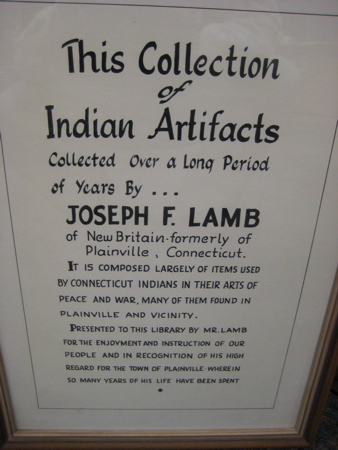 This Collection
of
Indian Artifacts
Collected Over a Long Period
of Years By ...
JOSEPH F. LAMB
of New Britain-formerly of
Plainville, Connecticut.
IT IS COMPOSED LARGELY OF ITEMS USED
BY CONNECTICUT INDIANS IN THEIR ARTS OF
PEACE AND WAR, MANY OF THEM FOUND IN
PLAINVILLE AND VICINITY.
PRESENTED TO THIS LIBRARY BY MR. LAMB
FOR THE ENJOYMENT AND INSTRUCTION OF OUR
PEOPLE AND IN RECOGNITION OF HIS HIGH
REGARD FOR THE TOWN OF PLAINVILLE WHEREIN
SO MANY YEARS OF HIS LIFE HAVE BEEN SPENT